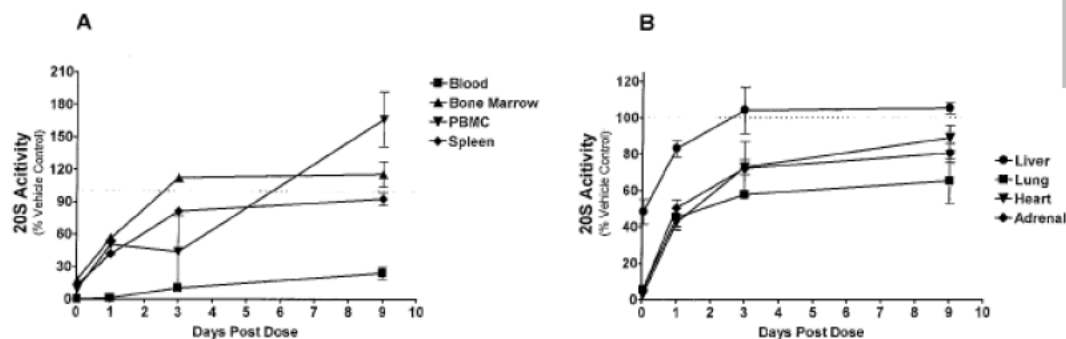 A
20S Acitivity
(% Vehicle Control)
210
180
150
120
90
60
30
0
0 1 2 3 4 5 6 7 8 9 10
Days Post Dose
Blood
Bone Marrow
PBMC
Spleen
B
20S Acitivity
(% Vehicle Control)
120
100
80
60
40
20
0
0 1 2 3 4 5 6 7 8 9 10
Days Post Dose
Liver
Lung
Heart
Adrenal